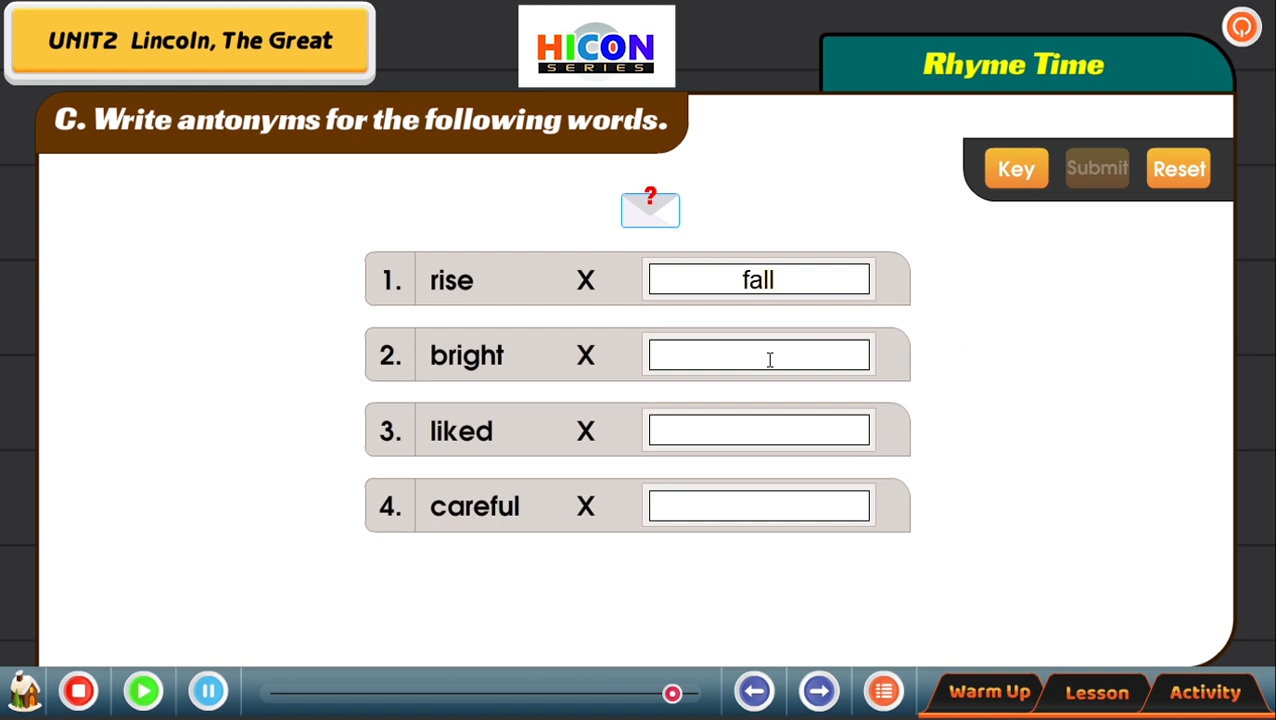 UNIT2 Lincoln, The Great
HICON
SERIES
Rhyme Time
C. Write antonyms for the following words.
Key Submit Reset
?
1. rise X fall
2. bright X
3. liked X
4. careful X
Warm Up Lesson Activity